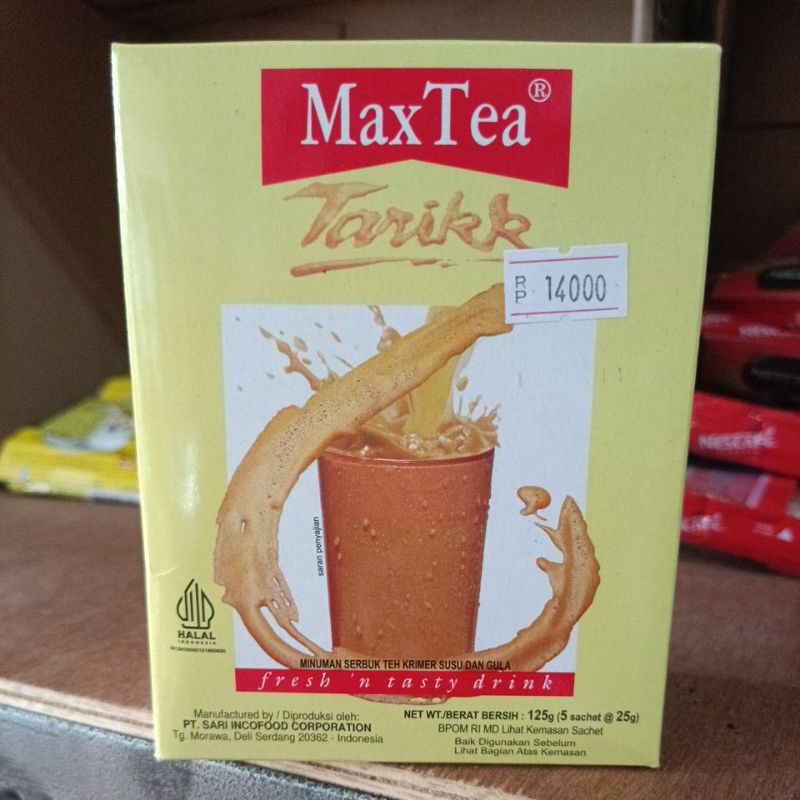 MaxTea®
Tarikk
RP 14000
saran penyajian
HALAL
INDONESIA
MINUMAN SERBUK TEH KRIMER SUSU DAN GULA
fresh 'n tasty drink
Manufactured by / Diproduksi oleh:
PT. SARI INCOFOOD CORPORATION
Tg. Morawa, Deli Serdang 20362 - Indonesia
NET WT./BERAT BERSIH : 125g (5 sachet @ 25g)
BPOM RI MD Lihat Kemasan Sachet
Baik Digunakan Sebelum
Lihat Bagian Atas Kemasan
NESCAFÉ